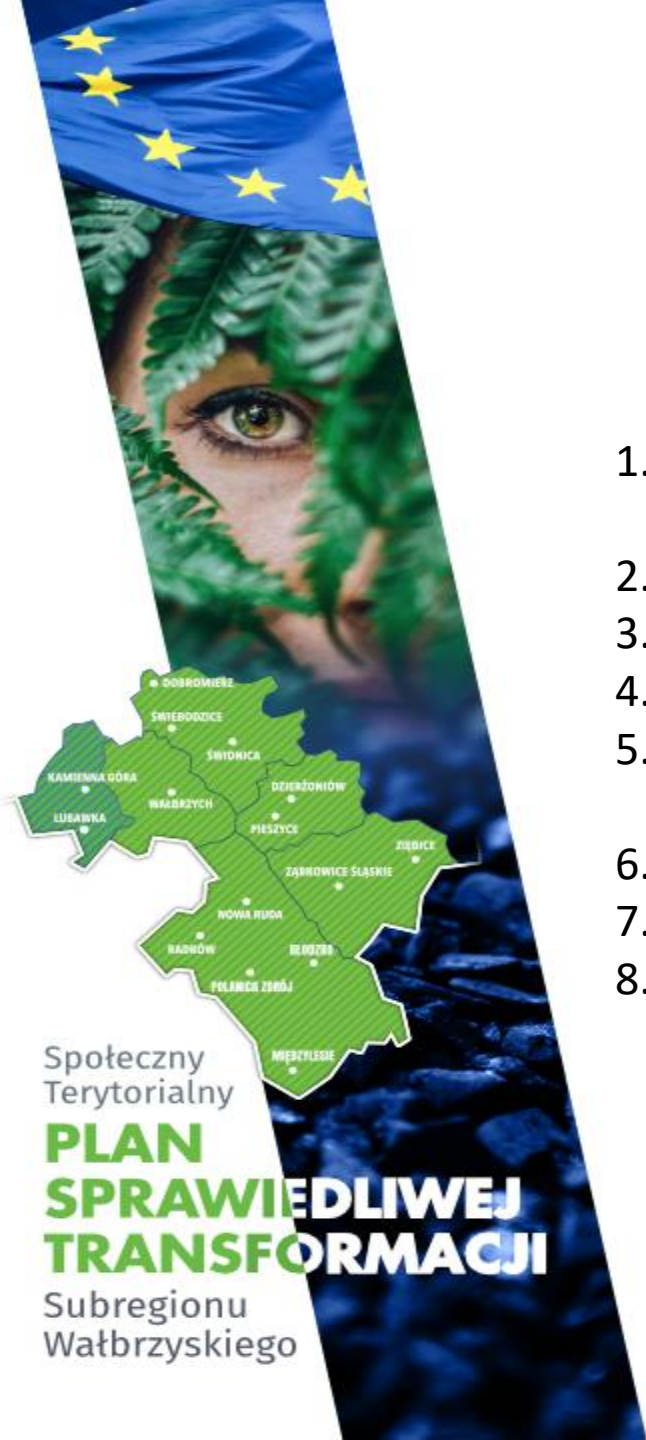 1.
2.
3.
4.
5.
6.
7.
8.
DOBROMIERZ
ŚWIEBODZICE
ŚWIDNICA
KAMIENNA GÓRA
DZIERŻONIÓW
WAŁBRZYCH
LUBAWKA
PIESZYCE
ZIĘBICE
ZĄBKOWICE ŚLĄSKIE
NOWA RUDA
RADKÓW
KŁODZKO
POLANICA ZDRÓJ
MIĘDZYLESIE
Społeczny
Terytorialny
PLAN
SPRAWIEDLIWEJ
TRANSFORMACJI
Subregionu
Wałbrzyskiego